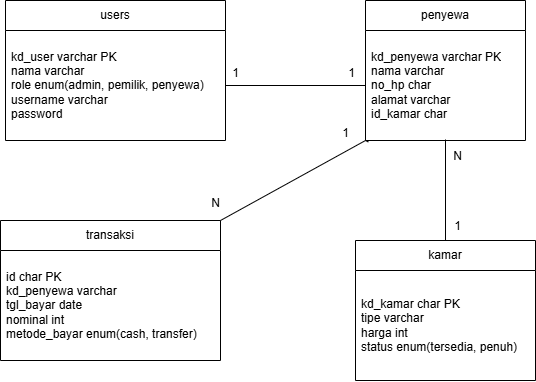 users
kd_user varchar PK
nama varchar
role enum(admin, pemilik, penyewa)
username varchar
password
1
1
penyewa
kd_penyewa varchar PK
nama varchar
no_hp char
alamat varchar
id_kamar char
1
N
N
1
transaksi
id char PK
kd_penyewa varchar
tgl_bayar date
nominal int
metode_bayar enum(cash, transfer)
kamar
kd_kamar char PK
tipe varchar
harga int
status enum(tersedia, penuh)